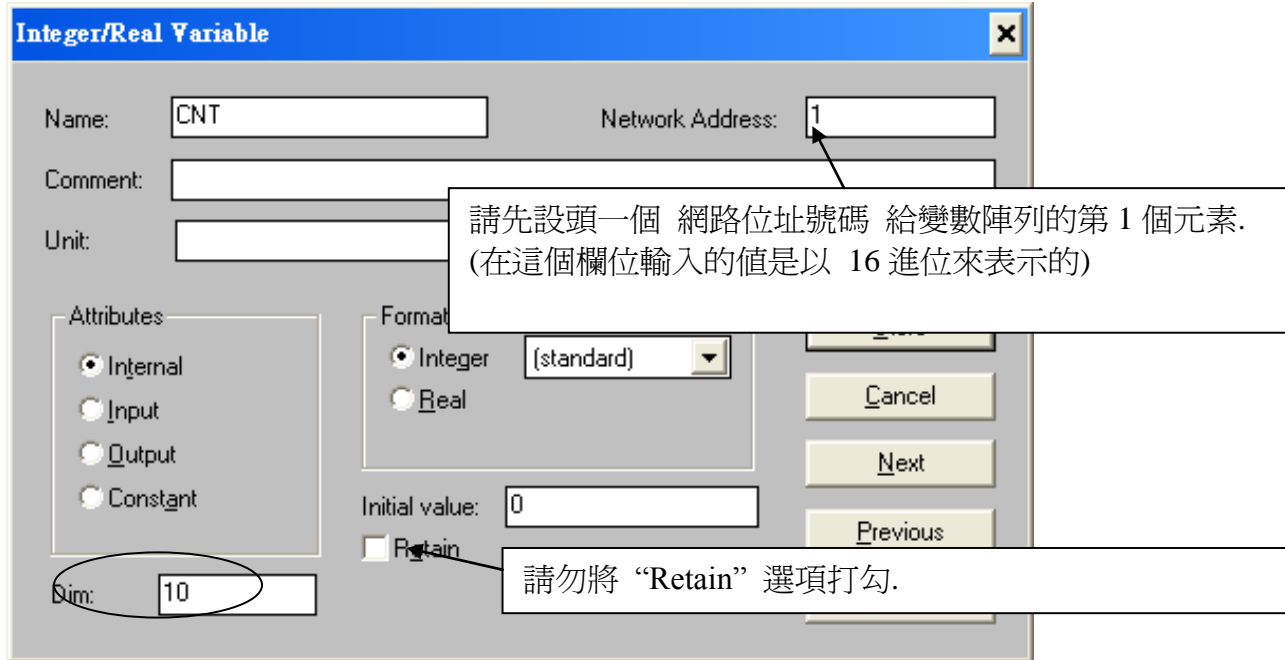 Integer/Real Variable
Name: CNT Network Address: 1
Comment:
Unit:
請先設頭一個 網路位址號碼 給變數陣列的第 1 個元素.
(在這個欄位輸入的值是以 16 進位來表示的)
Attributes
Internal
Input
Output
Constant
Format
Integer (standard)
Real
Cancel
Next
Previous
Initial value: 0
Retain
請勿將 “Retain” 選項打勾.
Dim: 10